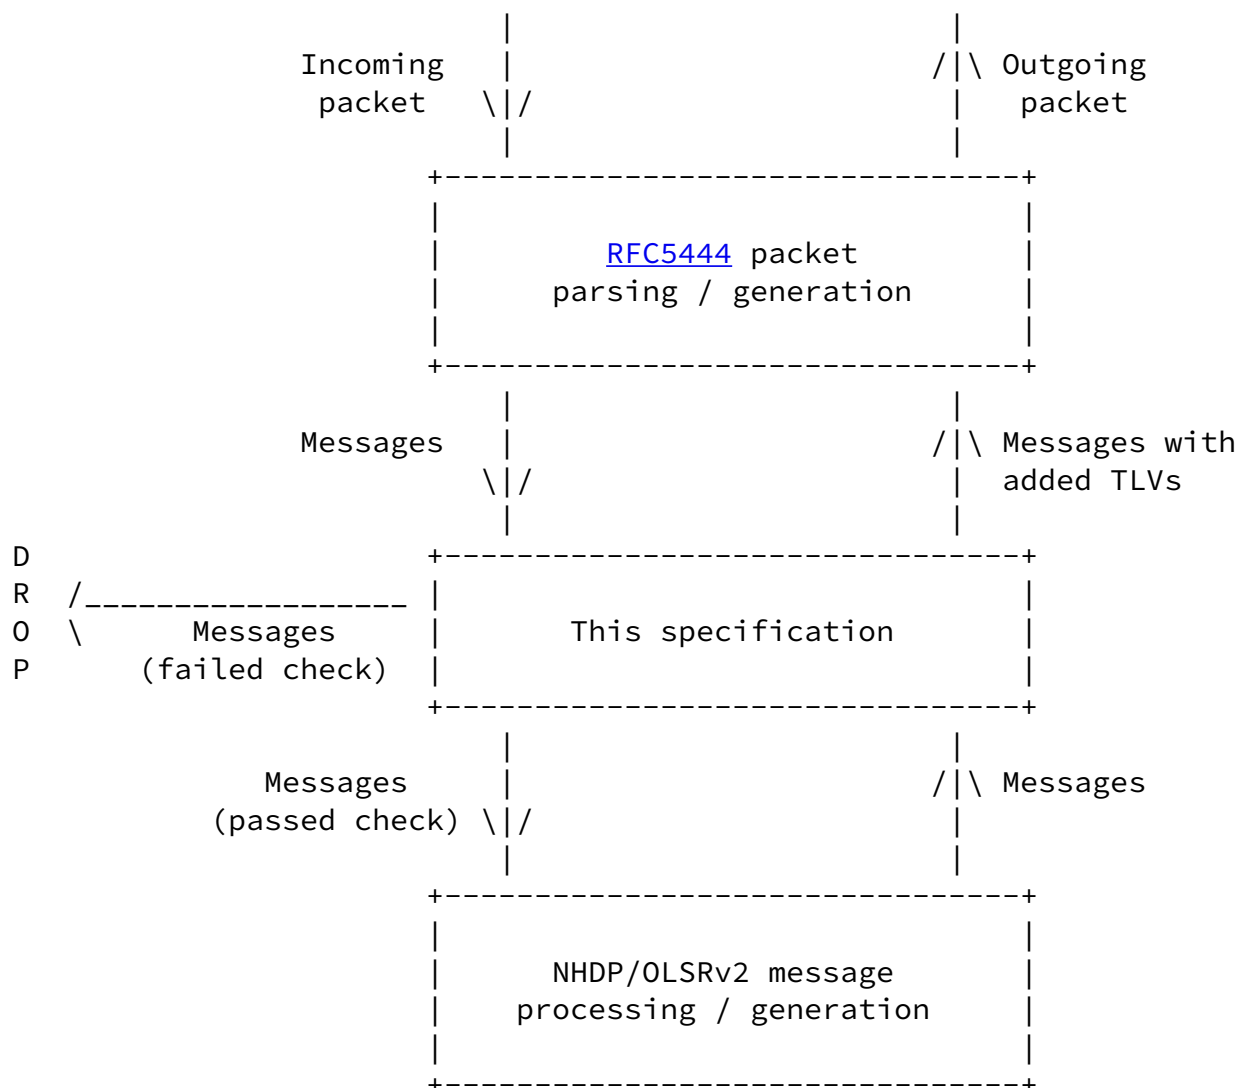 Incoming
Outgoing
packet
packet
RFC5444 packet
parsing / generation
Messages
Messages with
added TLVs
DROP
Messages
(failed check)
This specification
Messages
(passed check)
Messages
NHDP/OLSRv2 message
processing / generation